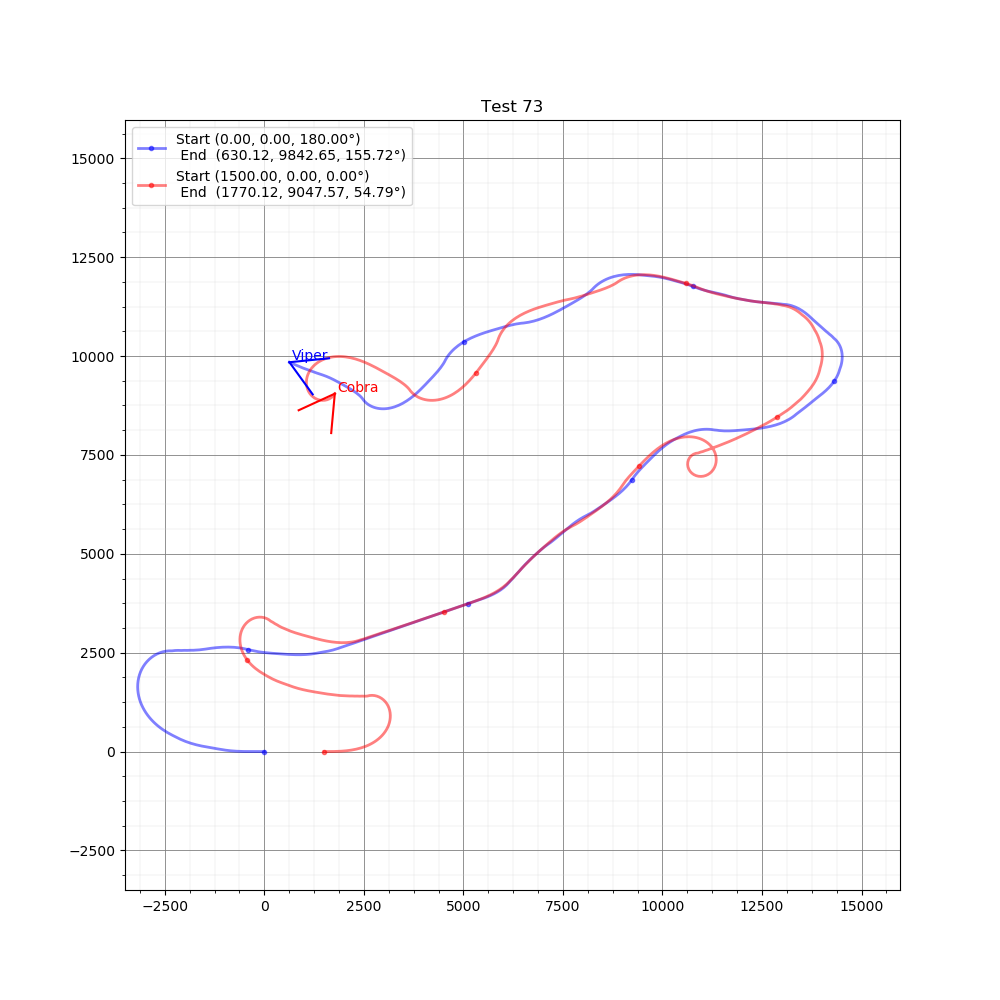 Test 73
Start (0.00, 0.00, 180.00°)
End  (630.12, 9842.65, 155.72°)
Start (1500.00, 0.00, 0.00°)
End  (1770.12, 9047.57, 54.79°)
15000
12500
10000
7500
5000
2500
0
−2500
Viper
Cobra
−2500 0 2500 5000 7500 10000 12500 15000